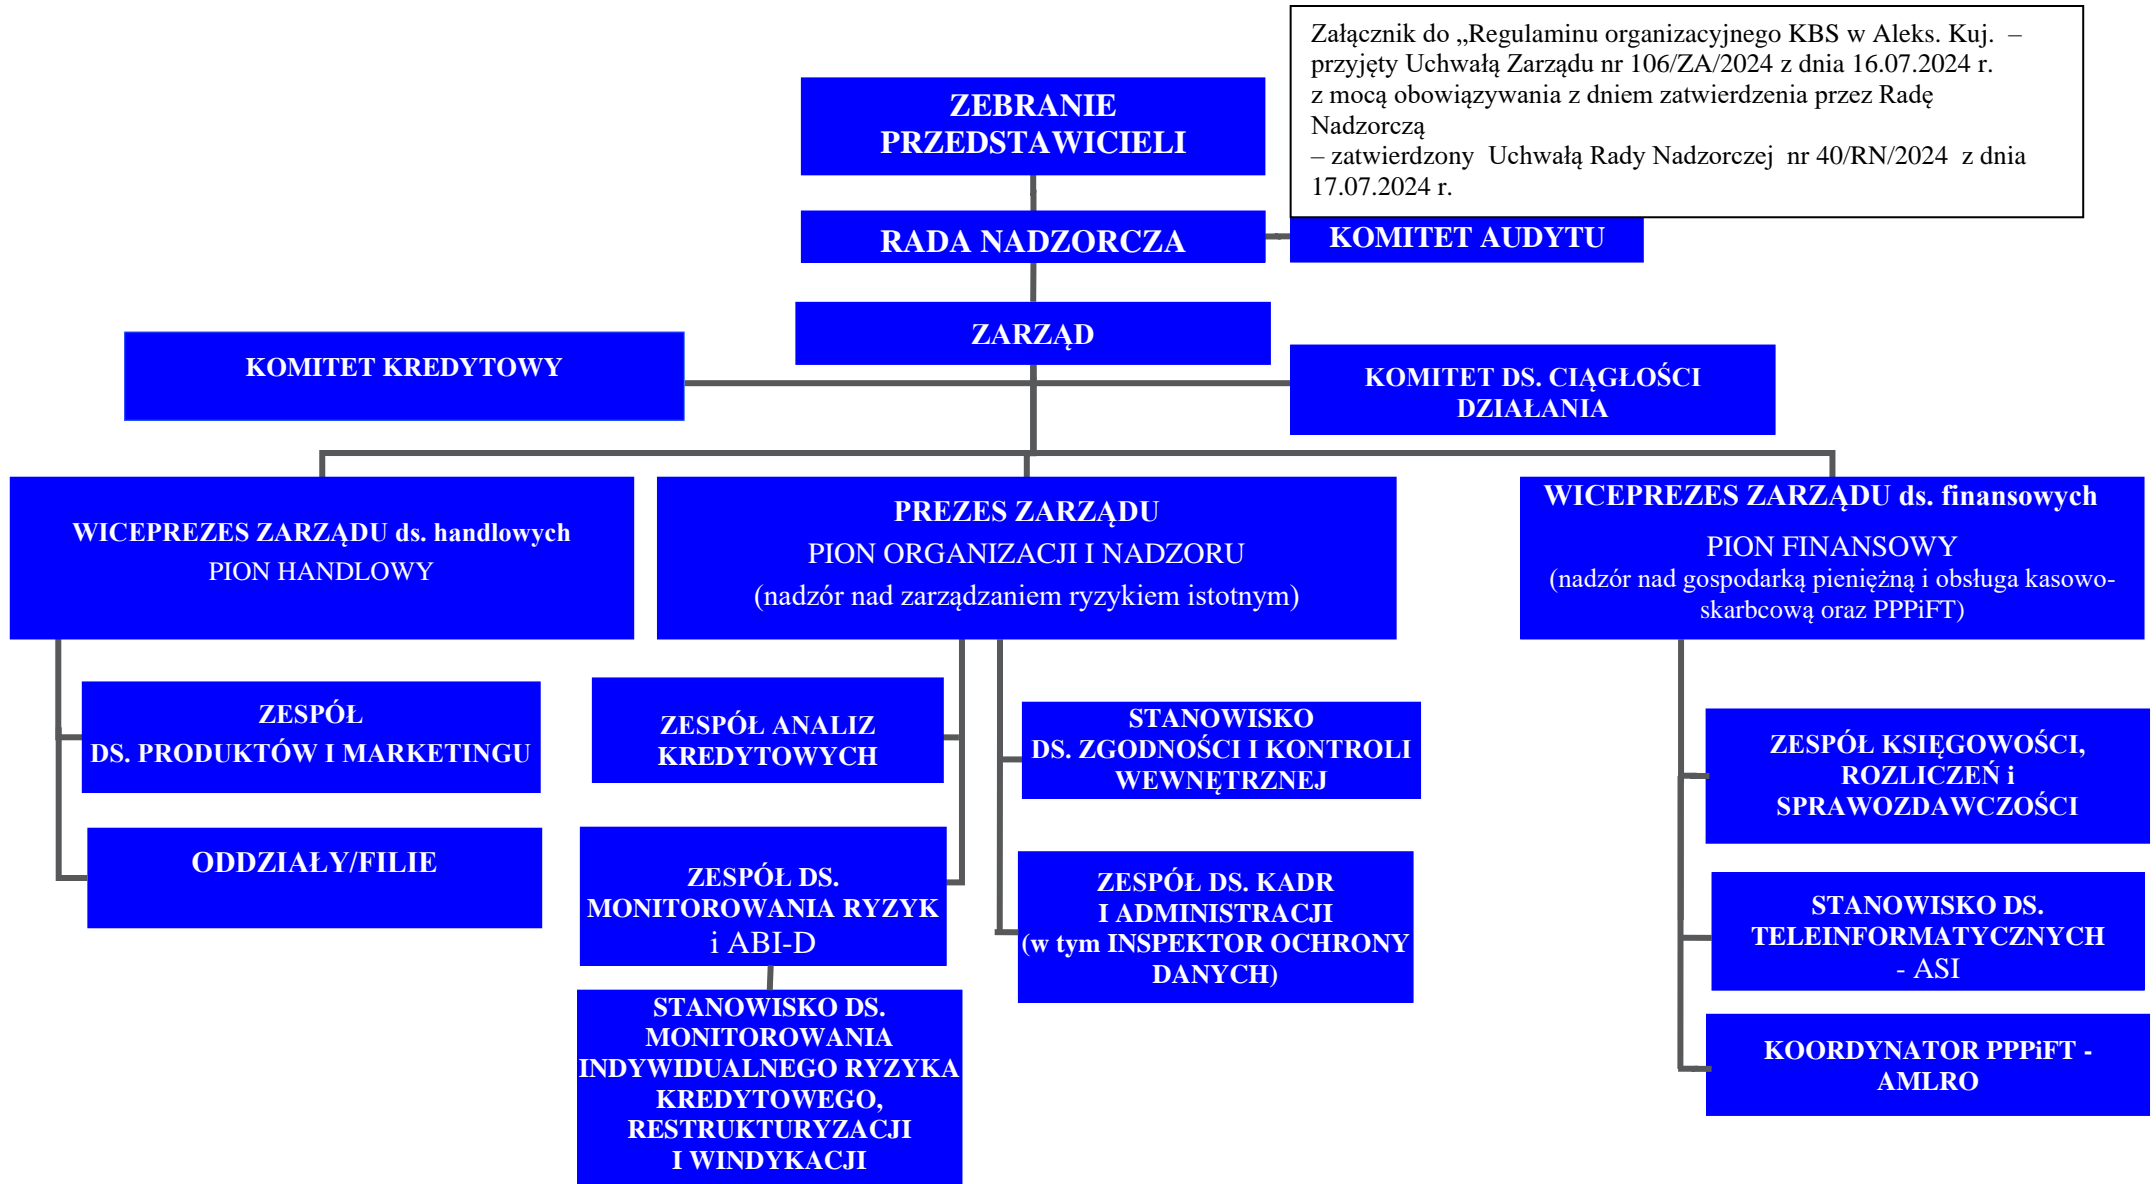 Załącznik do „Regulaminu organizacyjnego KBS w Aleks. Kuj. –
przyjęty Uchwałą Zarządu nr 106/ZA/2024 z dnia 16.07.2024 r.
z mocą obowiązywania z dniem zatwierdzenia przez Radę
Nadzorczą
– zatwierdzony Uchwałą Rady Nadzorczej nr 40/RN/2024 z dnia
17.07.2024 r.
ZEBRANIE
PRZEDSTAWICIELI
RADA NADZORCZA
KOMITET AUDYTU
ZARZĄD
KOMITET KREDYTOWY
KOMITET DS. CIĄGŁOŚCI
DZIAŁANIA
WICEPREZES ZARZĄDU ds. handlowych
PION HANDLOWY
PREZES ZARZĄDU
PION ORGANIZACJI I NADZORU
(nadzór nad zarządzaniem ryzykiem istotnym)
WICEPREZES ZARZĄDU ds. finansowych
PION FINANSOWY
(nadzór nad gospodarką pieniężną i obsługa kasowo-
skarbcową oraz PPPiFT)
ZESPÓŁ
DS. PRODUKTÓW I MARKETINGU
ODDZIAŁY/FILIE
ZESPÓŁ ANALIZ
KREDYTOWYCH
ZESPÓŁ DS.
MONITOROWANIA RYZYK
i ABI-D
STANOWISKO DS.
MONITOROWANIA
INDYWIDUALNEGO RYZYKA
KREDYTOWEGO,
RESTRUKTURYZACJI
I WINDYKACJI
STANOWISKO
DS. ZGODNOŚCI I KONTROLI
WEWNĘTRZNEJ
ZESPÓŁ DS. KADR
I ADMINISTRACJI
(w tym INSPEKTOR OCHRONY
DANYCH)
ZESPÓŁ KSIĘGOWOŚCI,
ROZLICZEŃ i
SPRAWOZDAWCZOŚCI
STANOWISKO DS.
TELEINFORMATYCZNYCH
- ASI
KOORDYNATOR PPPiFT -
AMLRO